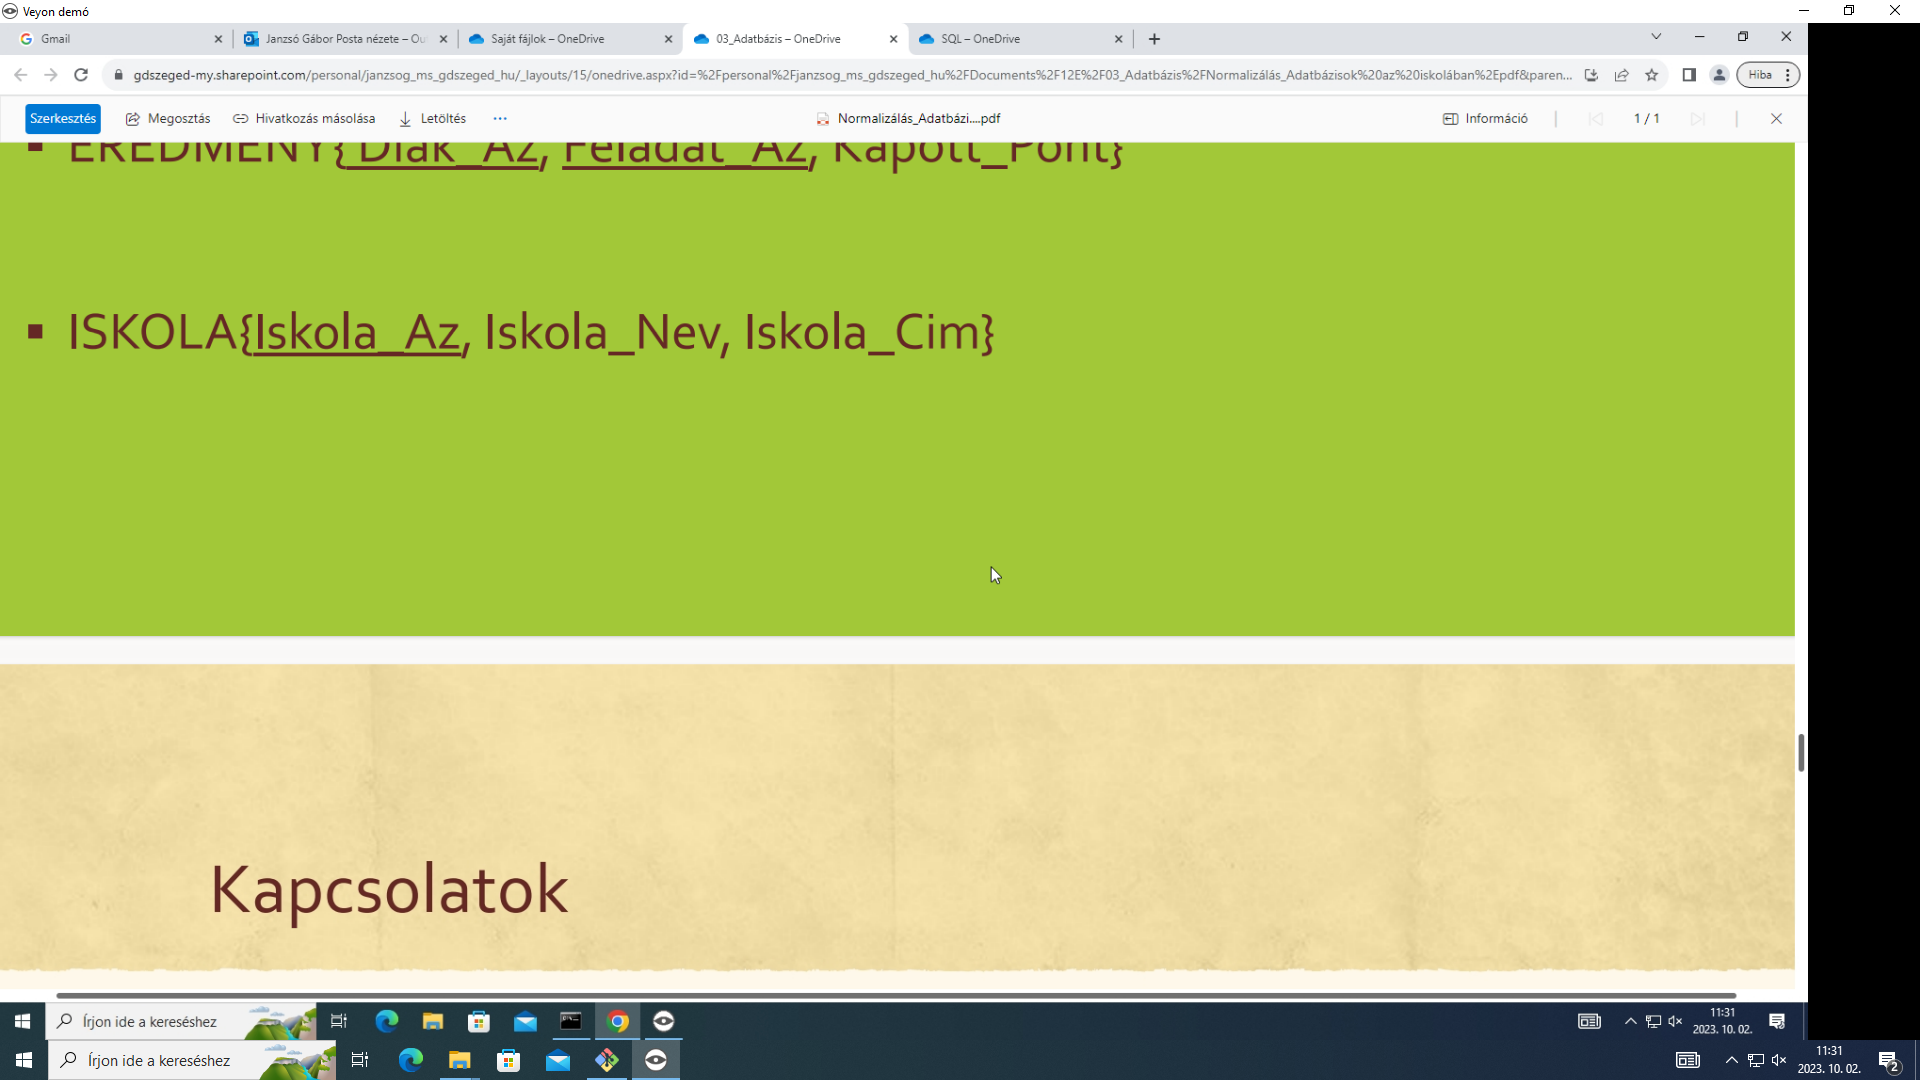 Veyon demó
Gmail
Janzsó Gábor Posta nézete – Ou
Saját fájlok – OneDrive
03_Adatbázis – OneDrive
SQL – OneDrive
gdszeged-my.sharepoint.com/personal/janzsog_ms_gdszeged_hu/_layouts/15/onedrive.aspx?id=%2Fpersonal%2Fjanzsog_ms_gdszeged_hu%2FDocuments%2F12E%2F03_Adatbázis%2FNormalizálás_Adatbázisok%20az%20iskolában%2Epdf&paren...
Hiba
Szerkesztés
Megosztás
Hivatkozás másolása
Letöltés
Normalizálás_Adatbázi....pdf
Információ
1 / 1
▪ EREDMENY{ Diak_Az, Feladat_Az, Kapott_Pont}
▪ ISKOLA{Iskola_Az, Iskola_Nev, Iskola_Cim}
Kapcsolatok
Írjon ide a kereséshez
11:31
2023. 10. 02.
Írjon ide a kereséshez
11:31
2023. 10. 02.
2